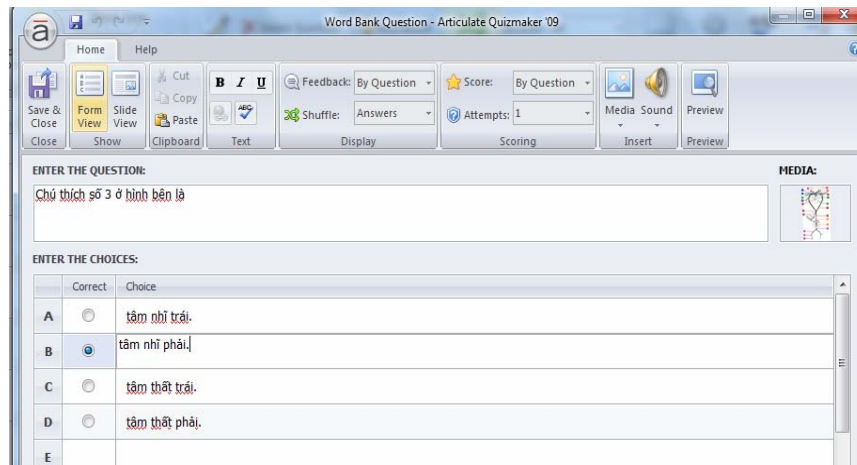 Word Bank Question - Articulate Quizmaker '09
Home Help
Save & Close
Form View
Slide View
Cut
Copy
Paste
B I U
ABC
Feedback: By Question
Shuffle: Answers
Score: By Question
Attempts: 1
Media Sound
Preview
Close Show Clipboard Text Display Scoring Insert Preview
ENTER THE QUESTION: MEDIA:
Chú thích số 3 ở hình bên là
ENTER THE CHOICES:
Correct Choice
A tâm nhĩ trái.
B tâm nhĩ phải.
C tâm thất trái.
D tâm thất phải.
E